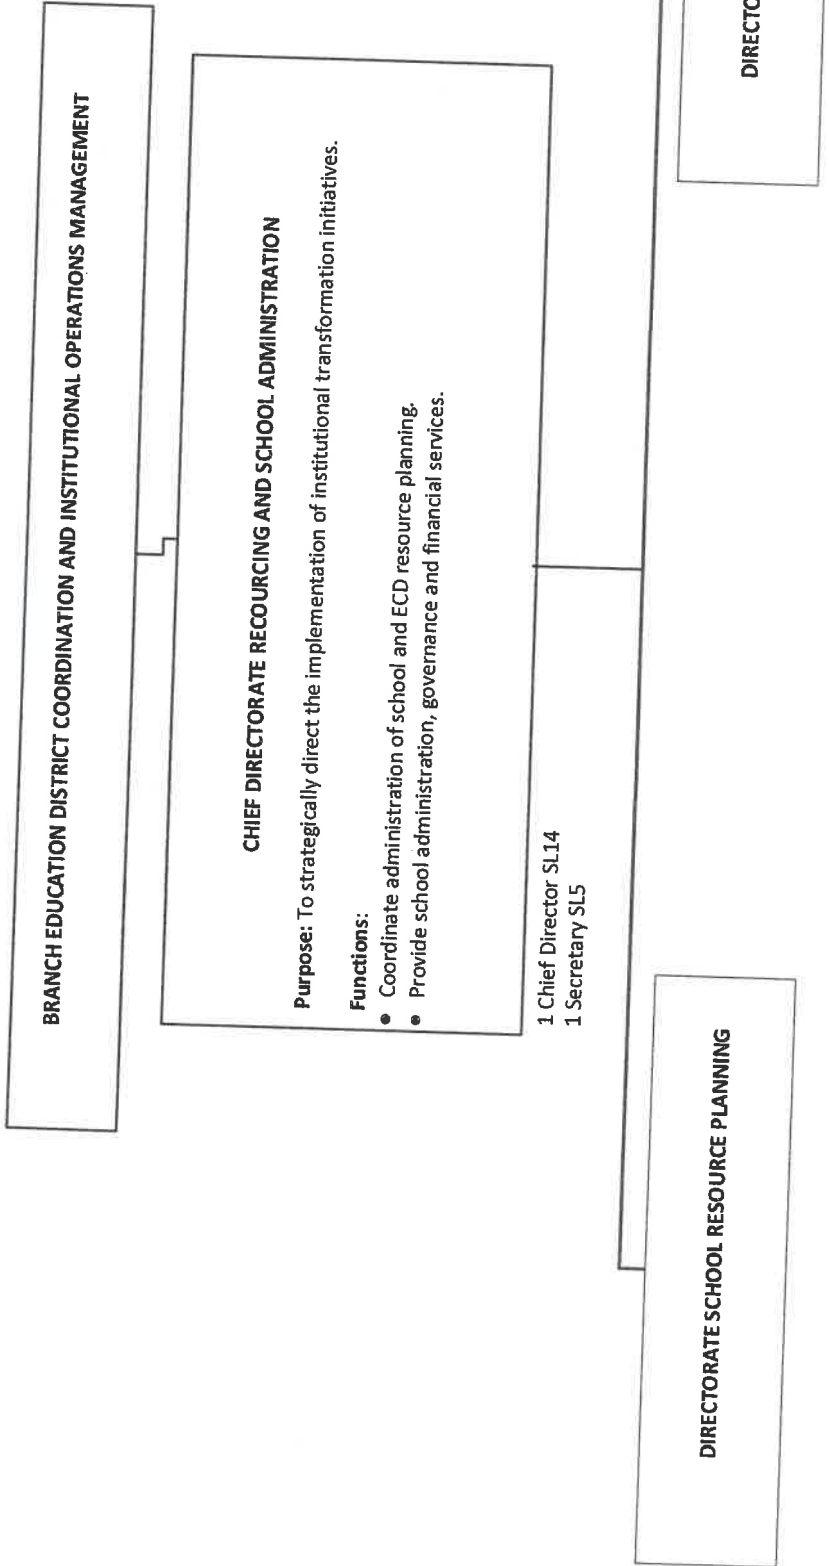 BRANCH EDUCATION DISTRICT COORDINATION AND INSTITUTIONAL OPERATIONS MANAGEMENT
CHIEF DIRECTORATE RECOURCING AND SCHOOL ADMINISTRATION
Purpose: To strategically direct the implementation of institutional transformation initiatives.
Functions:
• Coordinate administration of school and ECD resource planning.
• Provide school administration, governance and financial services.
1 Chief Director SL14
1 Secretary SL5
DIRECTORATE SCHOOL RESOURCE PLANNING